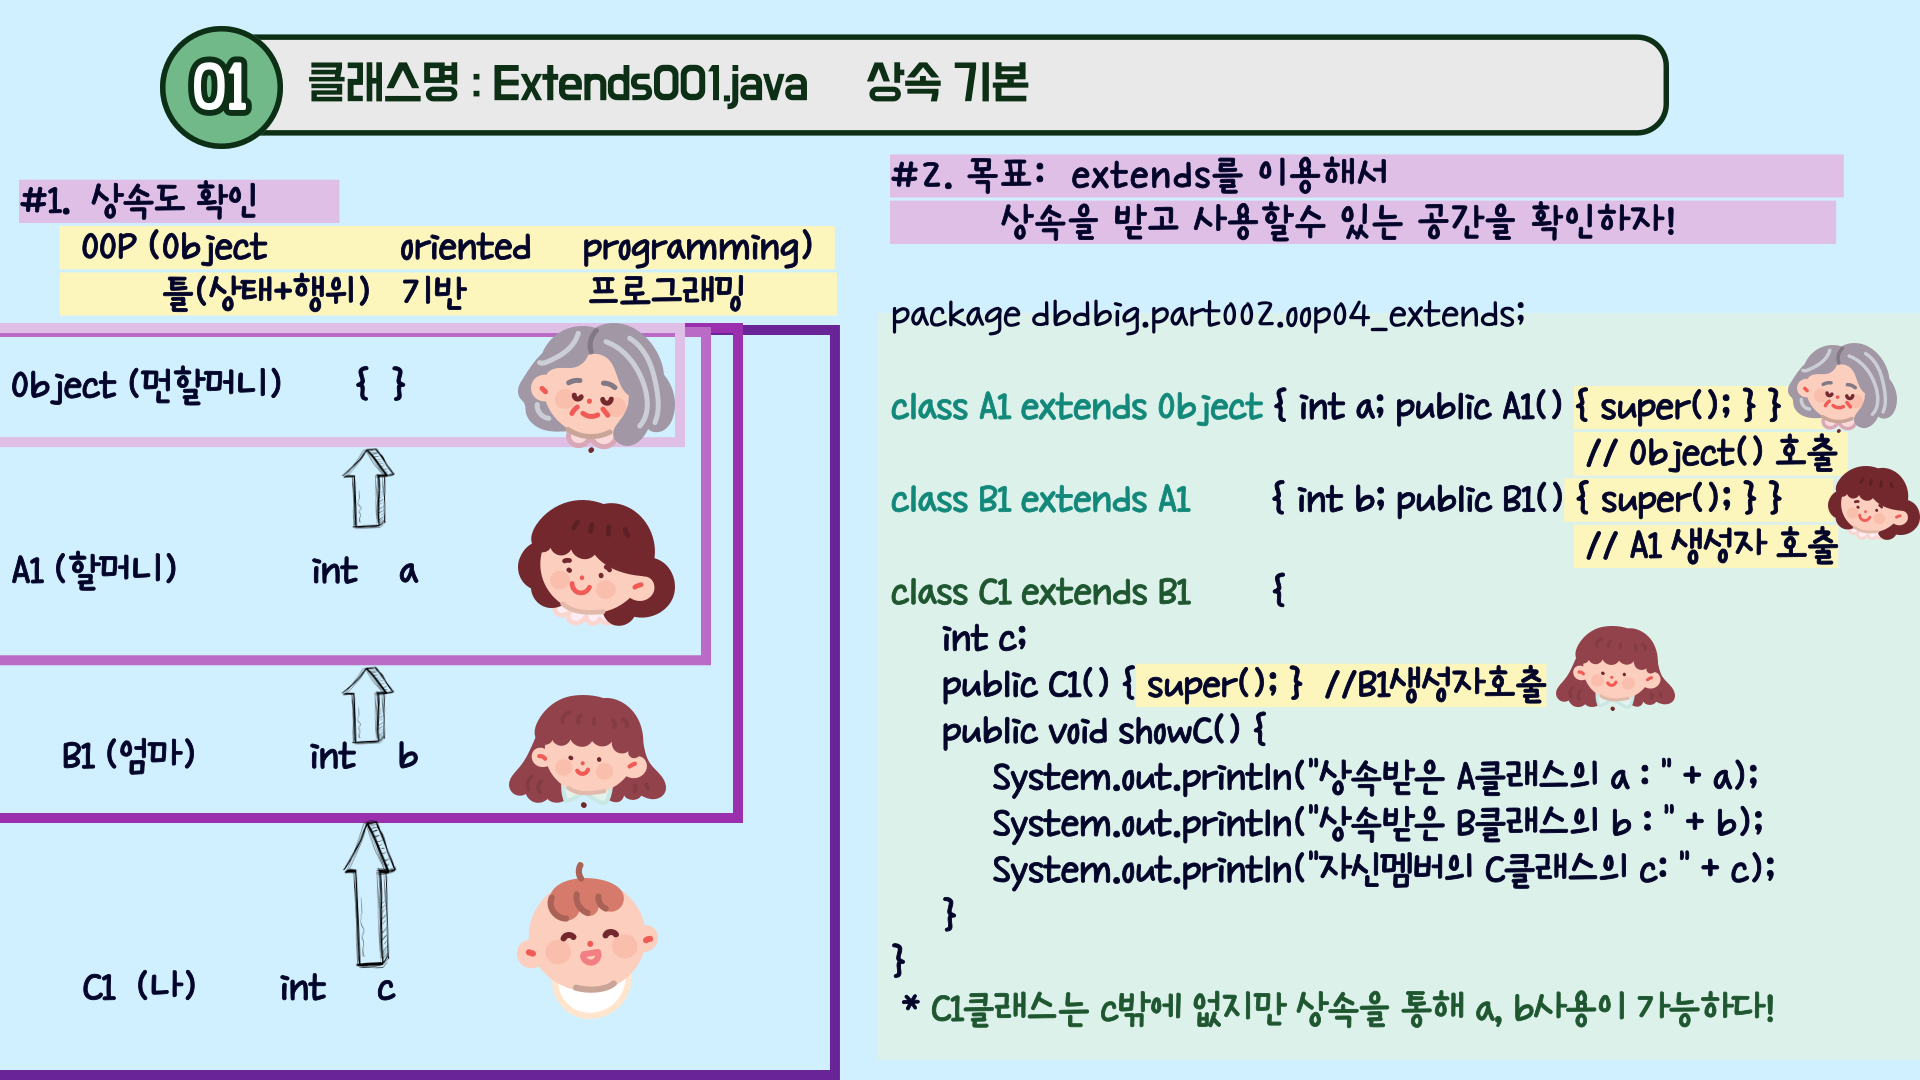 01
클래스명 : Extends001.java 상속 기본
#1. 상속도 확인
OOP (Object oriented programming)
틀(상태+행위) 기반 프로그래밍
Object (먼할머니) { }
A1 (할머니) int a
B1 (엄마) int b
C1 (나) int c
#2. 목표: extends를 이용해서
상속을 받고 사용할수 있는 공간을 확인하자!
package dbdbig.part002.oop04_extends;
class A1 extends Object { int a; public A1() { super(); } }
// Object() 호출
class B1 extends A1 { int b; public B1() { super(); } }
// A1 생성자 호출
class C1 extends B1 {
int c;
public C1() { super(); } //B1생성자호출
public void showC() {
System.out.println("상속받은 A클래스의 a : " + a);
System.out.println("상속받은 B클래스의 b : " + b);
System.out.println("자신멤버의 C클래스의 c: " + c);
}
}
* C1클래스는 c밖에 없지만 상속을 통해 a, b사용이 가능하다!